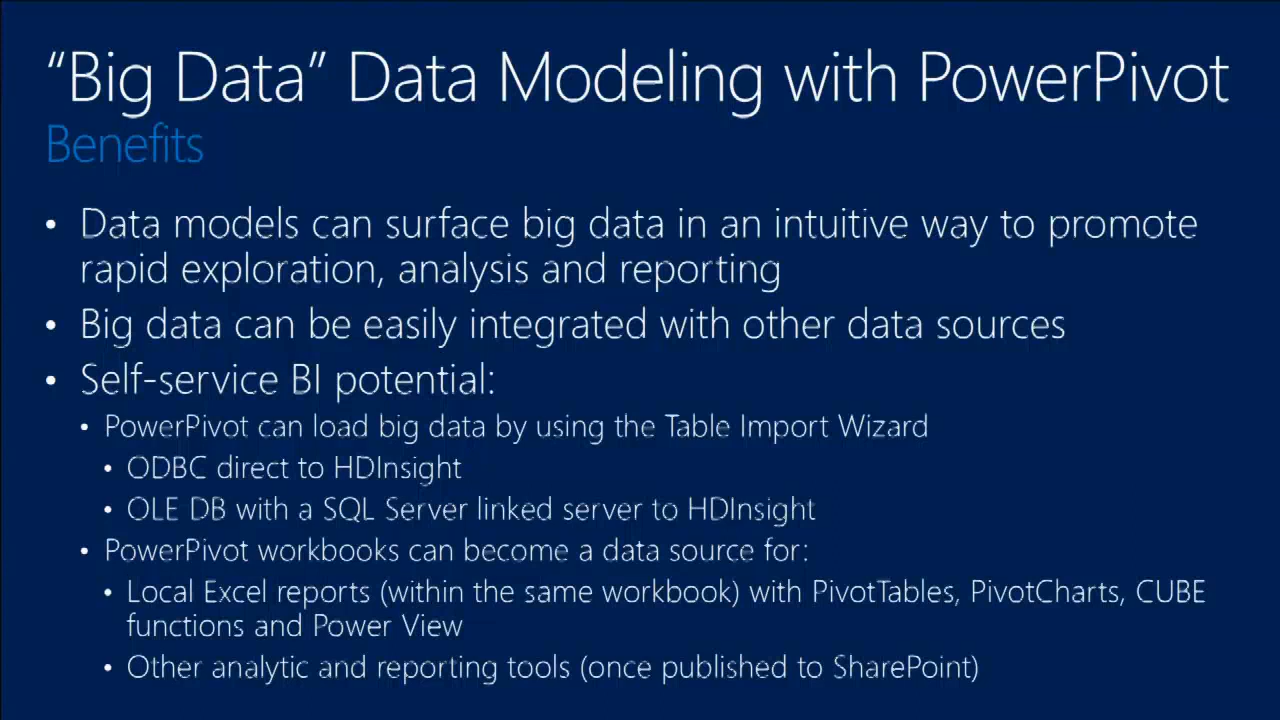 “Big Data” Data Modeling with PowerPivot
Benefits
• Data models can surface big data in an intuitive way to promote
rapid exploration, analysis and reporting
• Big data can be easily integrated with other data sources
• Self-service BI potential:
• PowerPivot can load big data by using the Table Import Wizard
• ODBC direct to HDInsight
• OLE DB with a SQL Server linked server to HDInsight
• PowerPivot workbooks can become a data source for:
• Local Excel reports (within the same workbook) with PivotTables, PivotCharts, CUBE
functions and Power View
• Other analytic and reporting tools (once published to SharePoint)